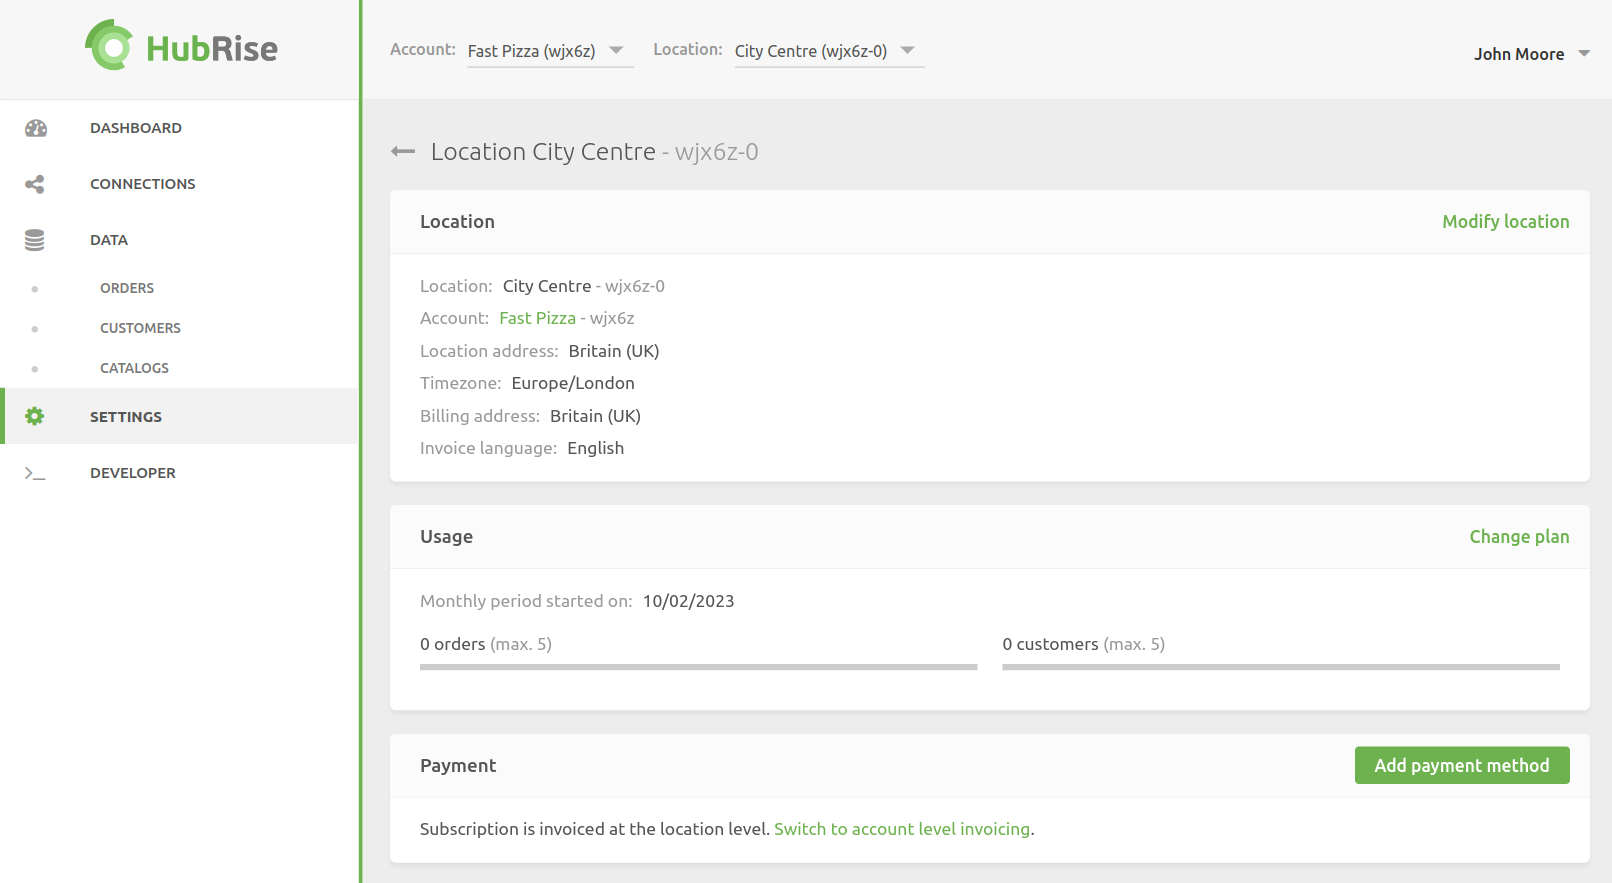 HubRise
Account: Fast Pizza (wjx6z) Location: City Centre (wjx6z-0)
John Moore
DASHBOARD
CONNECTIONS
DATA
ORDERS
CUSTOMERS
CATALOGS
SETTINGS
DEVELOPER
Location City Centre - wjx6z-0
Location
Modify location
Location: City Centre - wjx6z-0
Account: Fast Pizza - wjx6z
Location address: Britain (UK)
Timezone: Europe/London
Billing address: Britain (UK)
Invoice language: English
Usage
Change plan
Monthly period started on: 10/02/2023
0 orders (max. 5)
0 customers (max. 5)
Payment
Add payment method
Subscription is invoiced at the location level. Switch to account level invoicing.